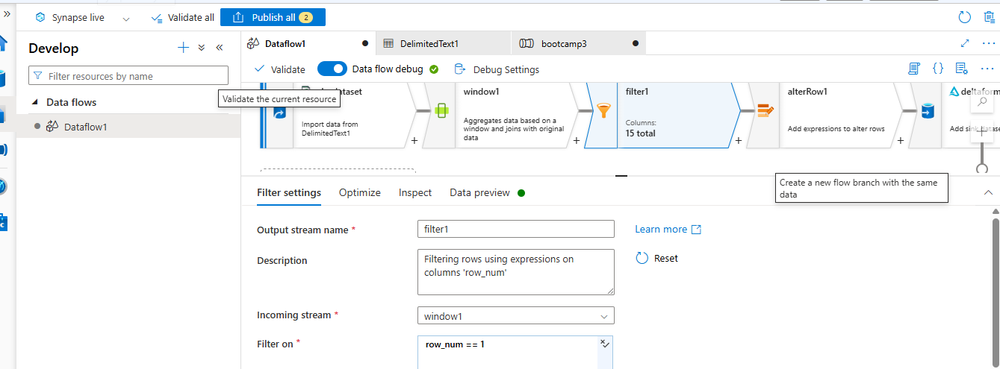 Synapse live
Validate all
Publish all 2
Develop
Filter resources by name
Data flows
Dataflow1
Dataflow1
DelimitedText1
bootcamp3
Validate
Data flow debug
Debug Settings
Validate the current resource
dataset
Import data from
DelimitedText1
window1
Aggregates data based on a
window and joins with original
data
filter1
Columns:
15 total
alterRow1
Add expressions to alter rows
deltaform
Add sink dataset
Create a new flow branch with the same
data
Filter settings
Optimize
Inspect
Data preview
Output stream name *
filter1
Learn more
Description
Filtering rows using expressions on
columns 'row_num'
Reset
Incoming stream *
window1
Filter on *
row_num == 1